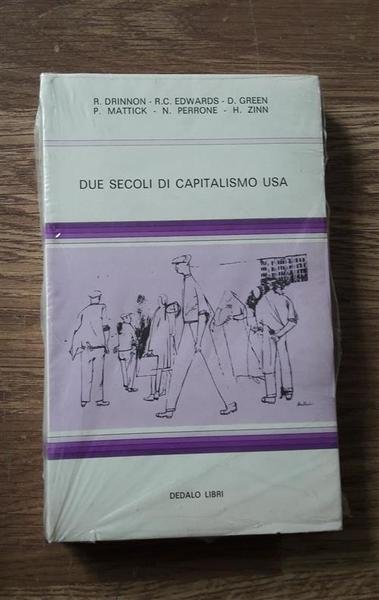 R. DRINNON - R.C. EDWARDS - D. GREEN
P. MATTICK - N. PERRONE - H. ZINN
DUE SECOLI DI CAPITALISMO USA
DEDALO LIBRI